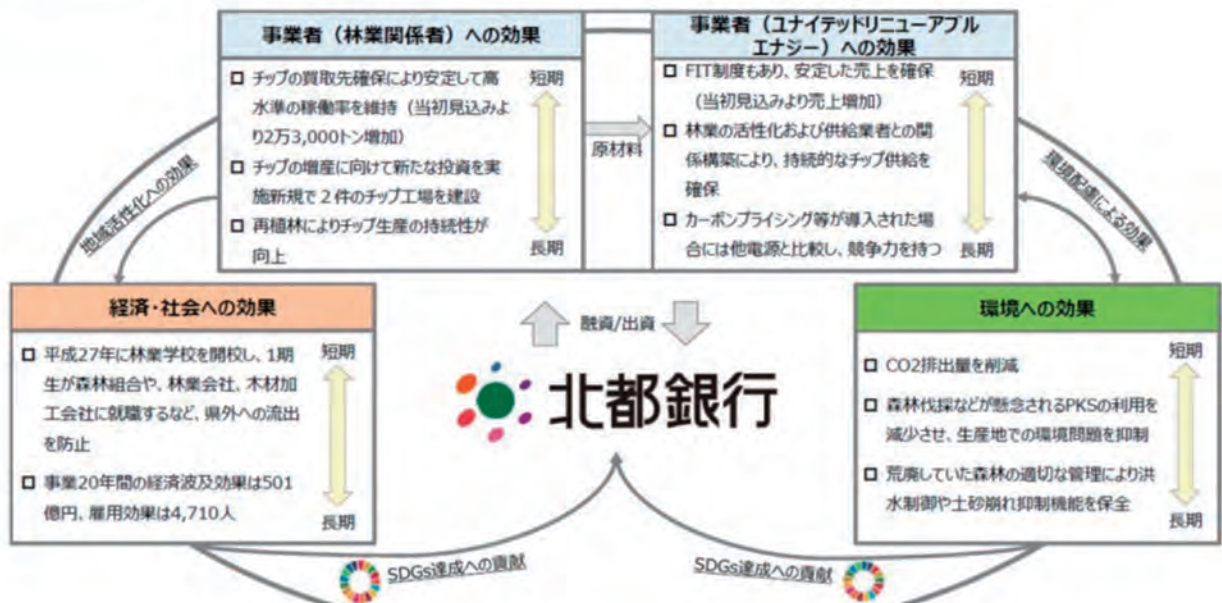 事業者（林業関係者）への効果
□ チップの買取先確保により安定して高
水準の稼働率を維持（当初見込みよ
り2万3,000トン増加）
□ チップの増産に向けて新たな投資を実
施新規で２件のチップ工場を建設
□ 再植林によりチップ生産の持続性が
向上
短期
長期
原材料
事業者（ユナイテッドリニューアブル
エナジー）への効果
□ FIT制度もあり、安定した売上を確保
（当初見込みより売上増加）
□ 林業の活性化および供給業者との関
係構築により、持続的なチップ供給を
確保
□ カーボンプライシング等が導入された場
合には他電源と比較し、競争力を持つ
短期
長期
地域活性化への効果
環境配慮による効果
経済・社会への効果
□ 平成27年に林業学校を開校し、1期
生が森林組合や、林業会社、木材加
工会社に就職するなど、県外への流出
を防止
□ 事業20年間の経済波及効果は501
億円、雇用効果は4,710人
短期
長期
融資/出資
北都銀行
環境への効果
□ CO2排出量を削減
□ 森林伐採などが懸念されるPKSの利用を
減少させ、生産地での環境問題を抑制
□ 荒廃していた森林の適切な管理により洪
水制御や土砂崩れ抑制機能を保全
短期
長期
SDGs達成への貢献
SDGs達成への貢献